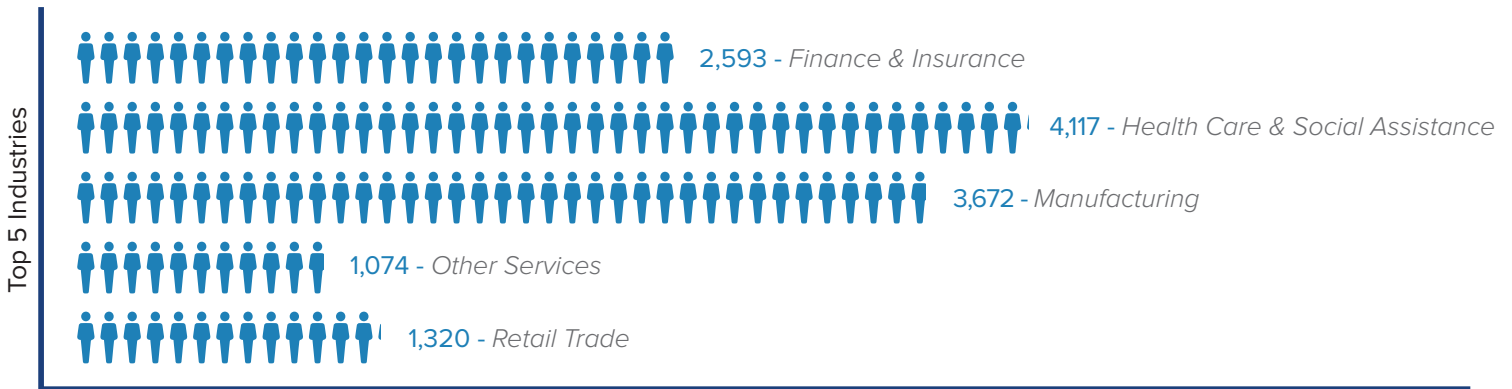 Top 5 Industries
2,593 - Finance & Insurance
4,117 - Health Care & Social Assistance
3,672 - Manufacturing
1,074 - Other Services
1,320 - Retail Trade